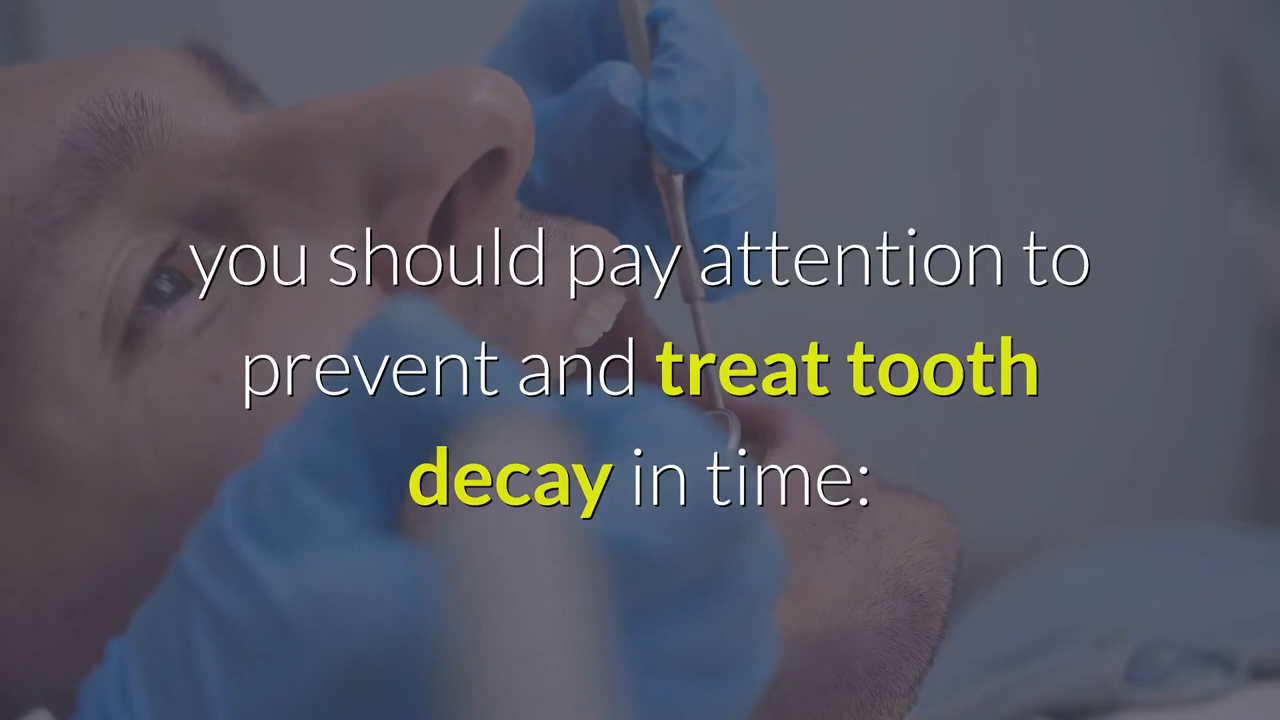 you should pay attention to
prevent and treat tooth
decay in time: